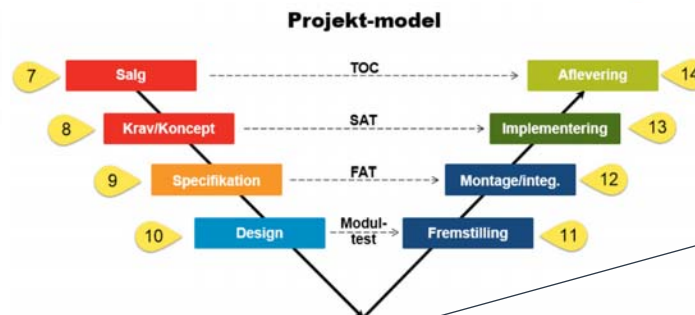 Projekt-model
7
Salg
TOC
Aflevering
14
8
Krav/Koncept
SAT
Implementering
13
9
Specifikation
FAT
Montage/integ.
12
10
Design
Modul-
test
Fremstilling
11